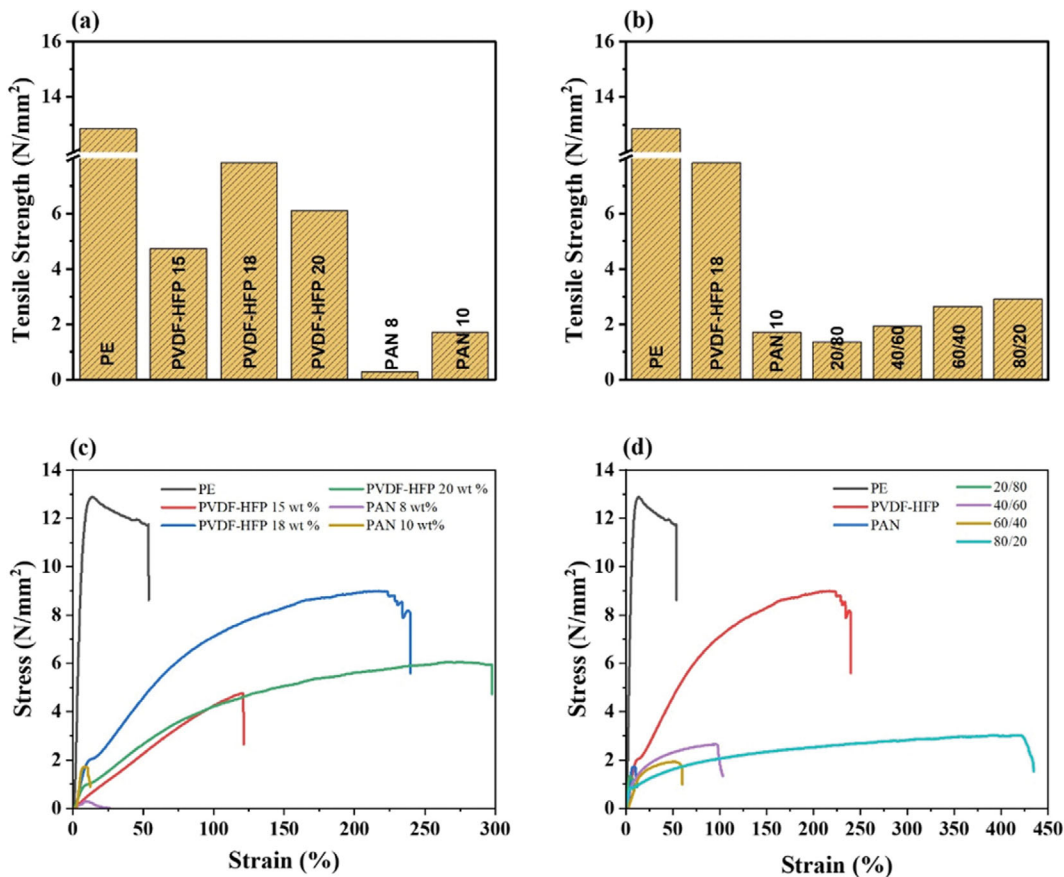 (a)
Tensile Strength (N/mm²)
16
14
6
4
2
0
PE
PVDF-HFP 15
PVDF-HFP 18
PVDF-HFP 20
PAN 8
PAN 10
(b)
Tensile Strength (N/mm²)
16
14
6
4
2
0
PE
PVDF-HFP 18
PAN 10
20/80
40/60
60/40
80/20
(c)
Stress (N/mm²)
14
12
10
8
6
4
2
0
PE
PVDF-HFP 15 wt %
PVDF-HFP 18 wt %
PVDF-HFP 20 wt %
PAN 8 wt%
PAN 10 wt%
0 50 100 150 200 250 300
Strain (%)
(d)
Stress (N/mm²)
14
12
10
8
6
4
2
0
PE
PVDF-HFP
PAN
20/80
40/60
60/40
80/20
0 50 100 150 200 250 300 350 400 450
Strain (%)